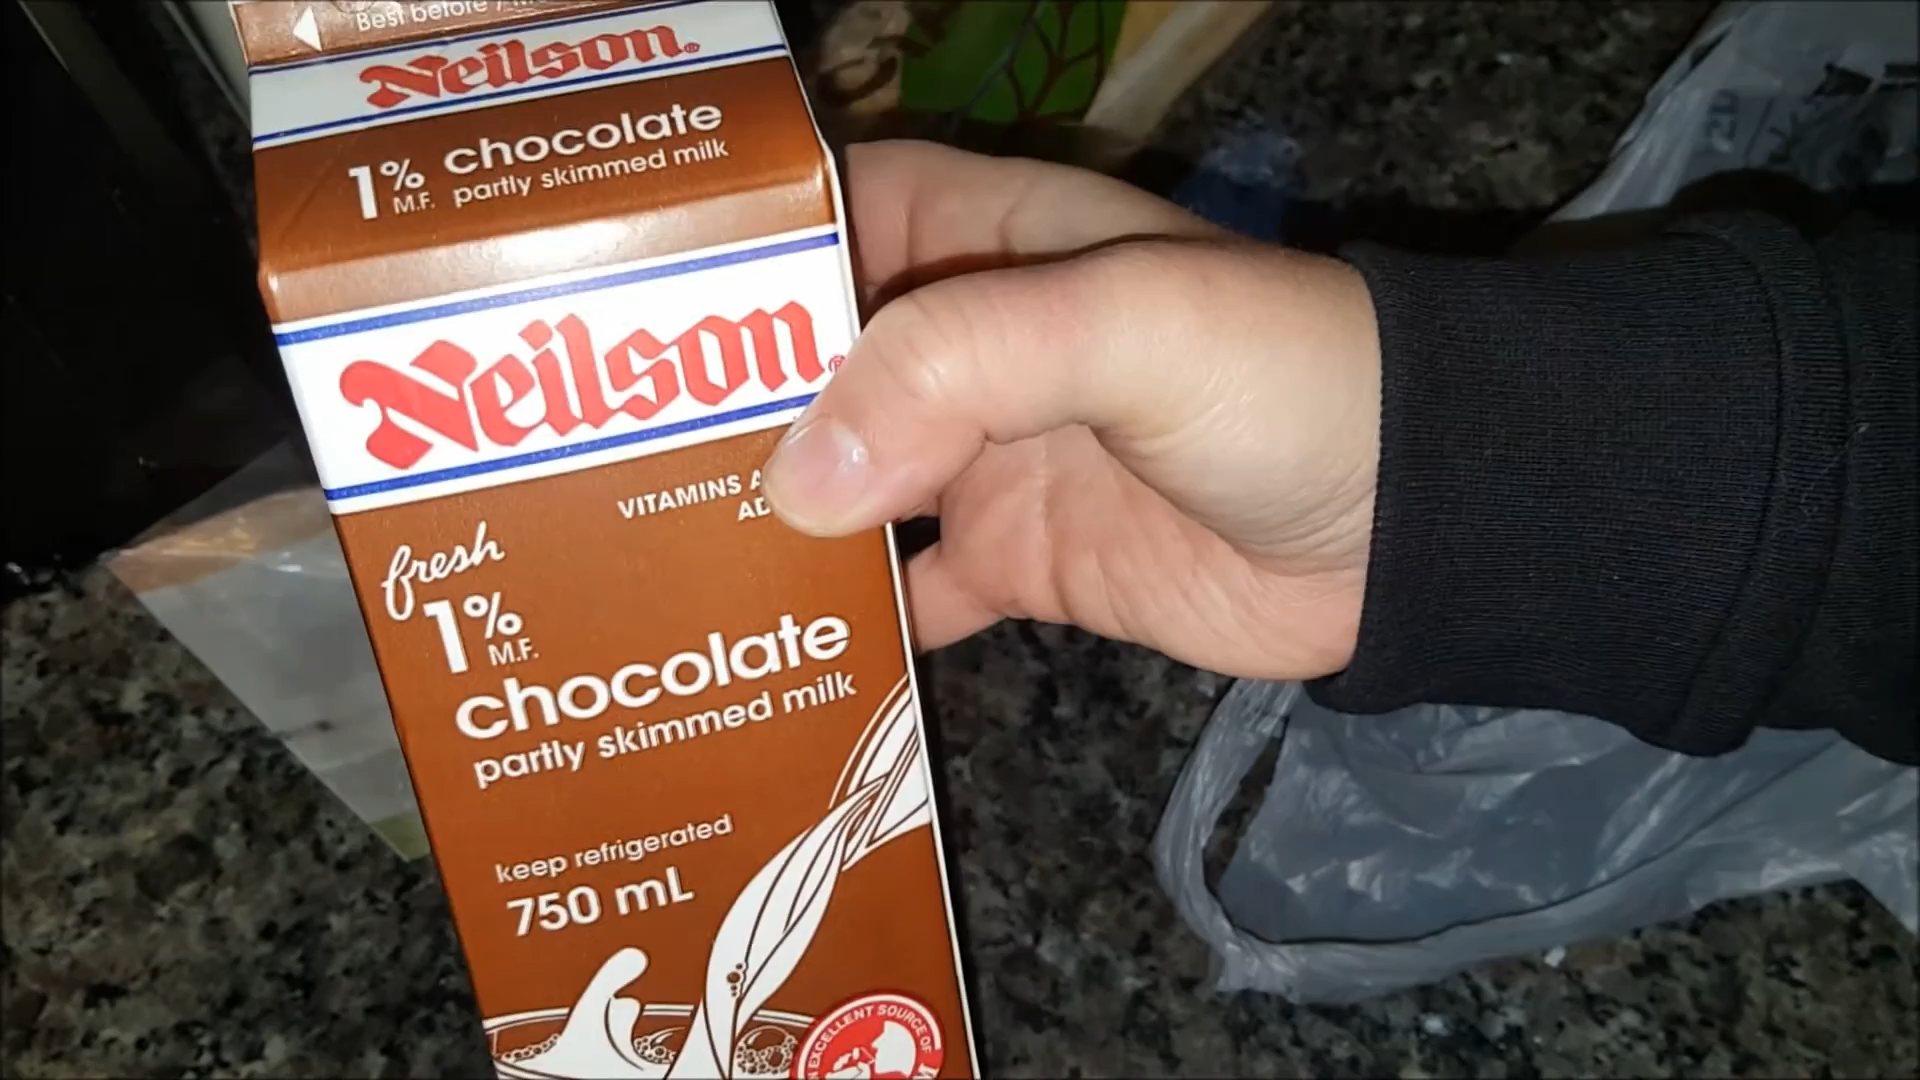 Best before
Neilson®
1% chocolate
M.F. partly skimmed milk
Neilson®
VITAMINS
fresh
1%
M.F.
chocolate
partly skimmed milk
keep refrigerated
750 mL
EXCELLENT SOURCE OF